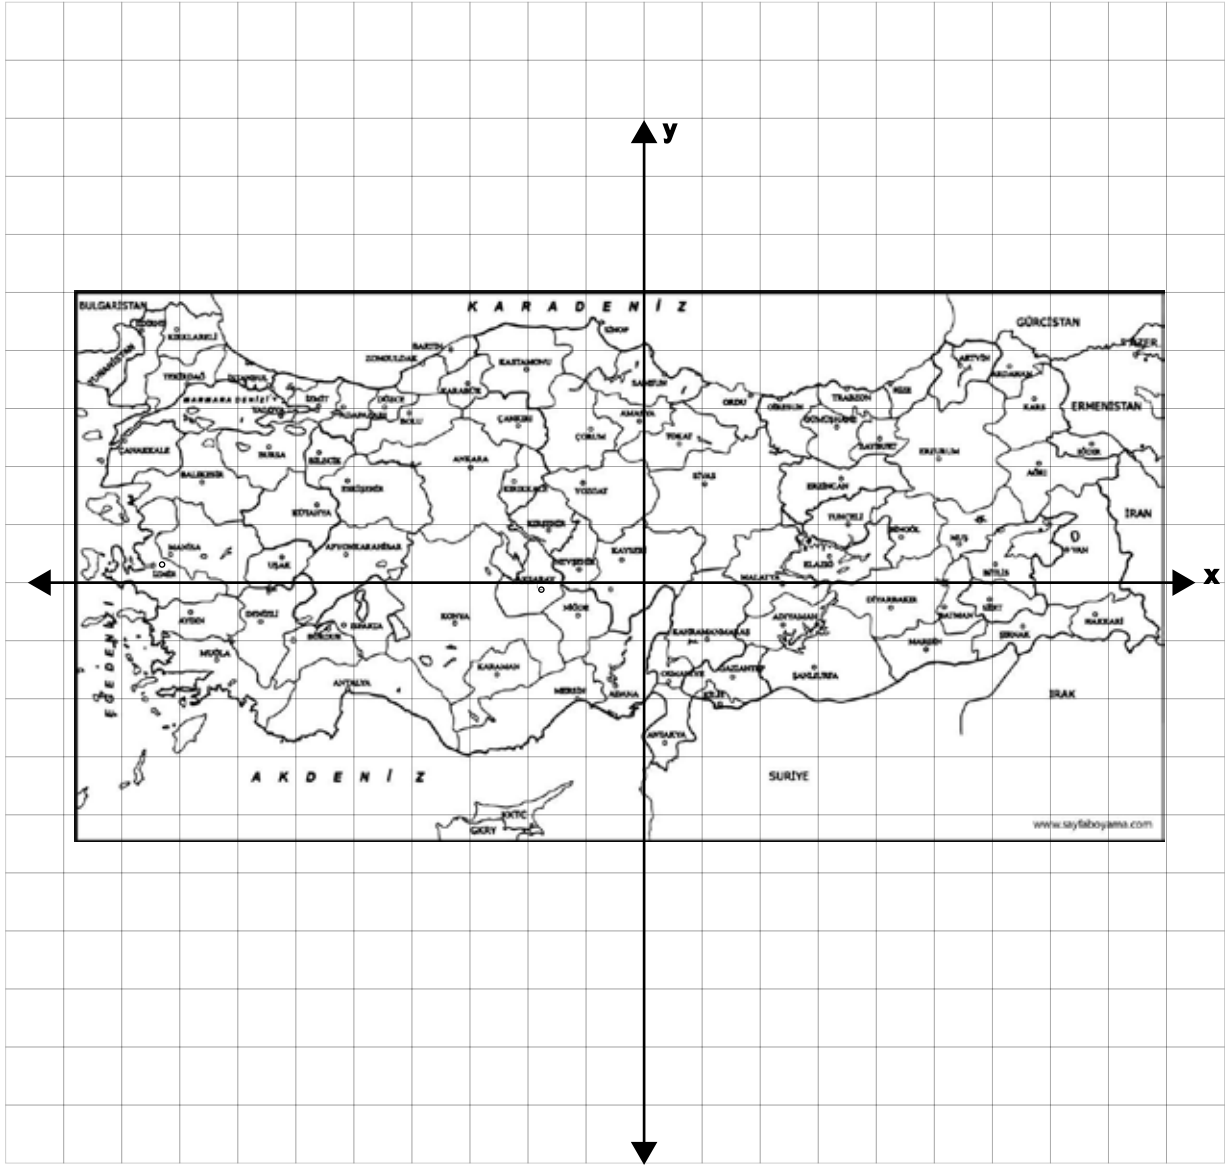 y
BULGARİSTAN
K A R A D E N İ Z
EDİRNE
KIRKLARELİ
SİNOP
GÜRCİSTAN
BARTIN
ZONGULDAK
KASTAMONU
ARTVİN
AZER.
YUNANİSTAN
TEKİRDAĞ
İSTANBUL
KARABÜK
SAMSUN
ARDAHAN
MARMARA DENİZİ
İZMİT
DÜZCE
ORDU
GİRESUN
TRABZON
RİZE
KARS
ERMENİSTAN
YALOVA
ADAPAZARI
BOLU
ÇANKIRI
AMASYA
GÜMÜŞHANE
ÇANAKKALE
BURSA
BİLECİK
ÇORUM
TOKAT
BAYBURT
ERZURUM
IĞDIR
BALIKESİR
ESKİŞEHİR
ANKARA
KIRIKKALE
YOZGAT
SİVAS
ERZİNCAN
AĞRI
KÜTAHYA
KIRŞEHİR
TUNCELİ
İRAN
MANİSA
AFYONKARAHİSAR
KAYSERİ
BİNGÖL
MUŞ
VAN
İZMİR
UŞAK
NEVŞEHİR
ELAZIĞ
BİTLİS
AKSARAY
MALATYA
x
AYDIN
DENİZLİ
BURDUR
ISPARTA
KONYA
NİĞDE
ADIYAMAN
DİYARBAKIR
BATMAN
SİİRT
HAKKARİ
EGE DENİZİ
MUĞLA
KAHRAMANMARAŞ
MARDİN
ŞIRNAK
ANTALYA
KARAMAN
MERSİN
ADANA
OSMANİYE
GAZİANTEP
KİLİS
ŞANLIURFA
IRAK
ANTAKYA
A K D E N İ Z
SURİYE
KKTC
GKRY
www.sayfaboyama.com